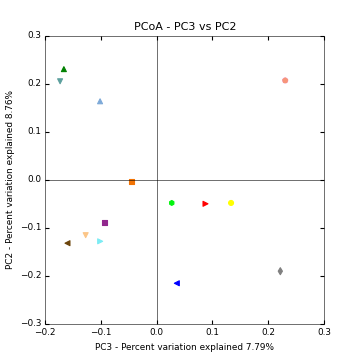 PCoA - PC3 vs PC2
0.3
0.2
0.1
0.0
−0.1
−0.2
−0.3
PC2 - Percent variation explained 8.76%
−0.2 −0.1 0.0 0.1 0.2 0.3
PC3 - Percent variation explained 7.79%